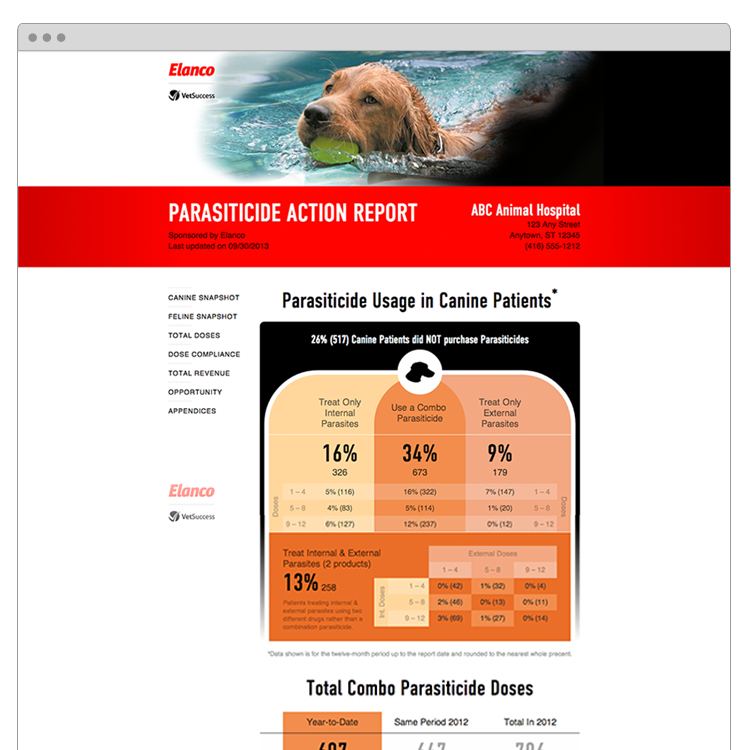 Elanco
VetSuccess
PARASITICIDE ACTION REPORT
Sponsored by Elanco
Last updated on 09/30/2013
ABC Animal Hospital
123 Any Street
Anytown, ST 12345
(416) 555-1212
CANINE SNAPSHOT
FELINE SNAPSHOT
TOTAL DOSES
DOSE COMPLIANCE
TOTAL REVENUE
OPPORTUNITY
APPENDICES
Elanco
VetSuccess
Parasiticide Usage in Canine Patients*
26% (517) Canine Patients did NOT purchase Parasiticides
Treat Only
Internal
Parasites
Use a Combo
Parasiticide
Treat Only
External
Parasites
16% 34% 9%
326 673 179
Doses
1 – 4 5% (116) 16% (322) 7% (147) 1 – 4
5 – 8 4% (83) 5% (114) 1% (20) 5 – 8
9 – 12 6% (127) 12% (237) 0% (12) 9 – 12
Doses
Treat Internal & External
Parasites (2 products)
13% 258
Patients treating internal &
external parasites using two
different drugs rather than a
combination parasiticide.
External Doses
1 – 4 5 – 8 9 – 12
Int. Doses
1 – 4 0% (42) 1% (32) 0% (4)
5 – 8 2% (46) 0% (13) 0% (11)
9 – 12 3% (69) 1% (27) 0% (14)
*Data shown is for the twelve-month period up to the report date and rounded to the nearest whole present.
Total Combo Parasiticide Doses
Year-to-Date Same Period 2012 Total In 2012